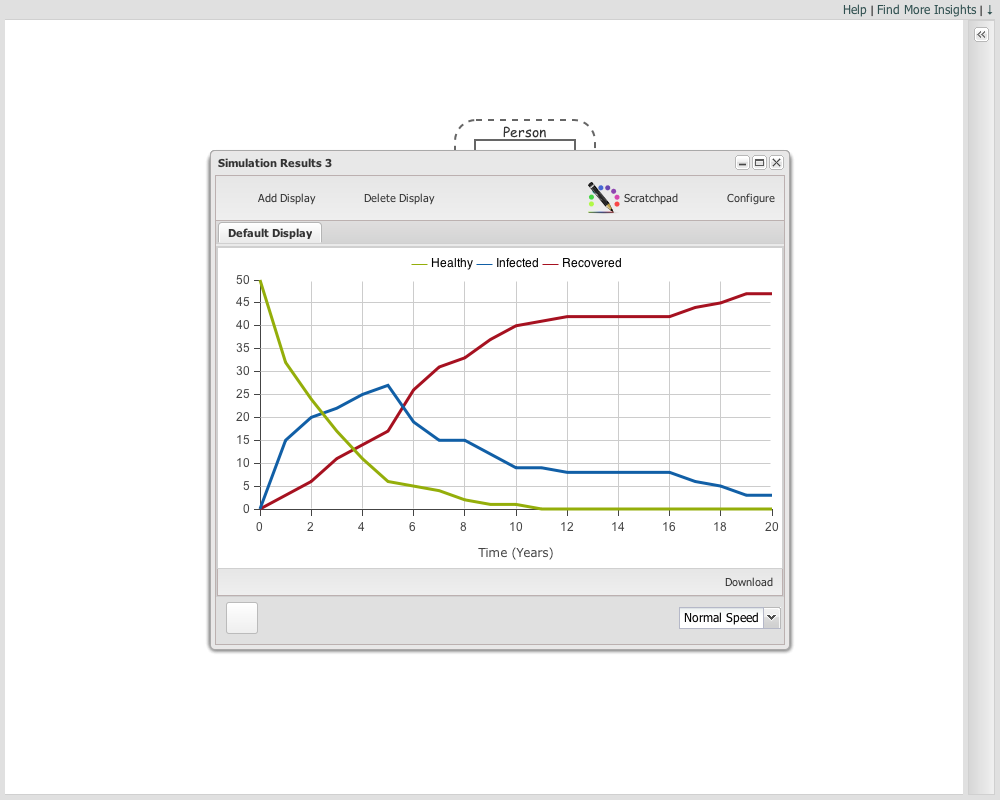 Help | Find More Insights | ↓
«
Person
Simulation Results 3
Add Display Delete Display Scratchpad Configure
Default Display
Healthy Infected Recovered
50
45
40
35
30
25
20
15
10
5
0
0 2 4 6 8 10 12 14 16 18 20
Time (Years)
Download
Normal Speed